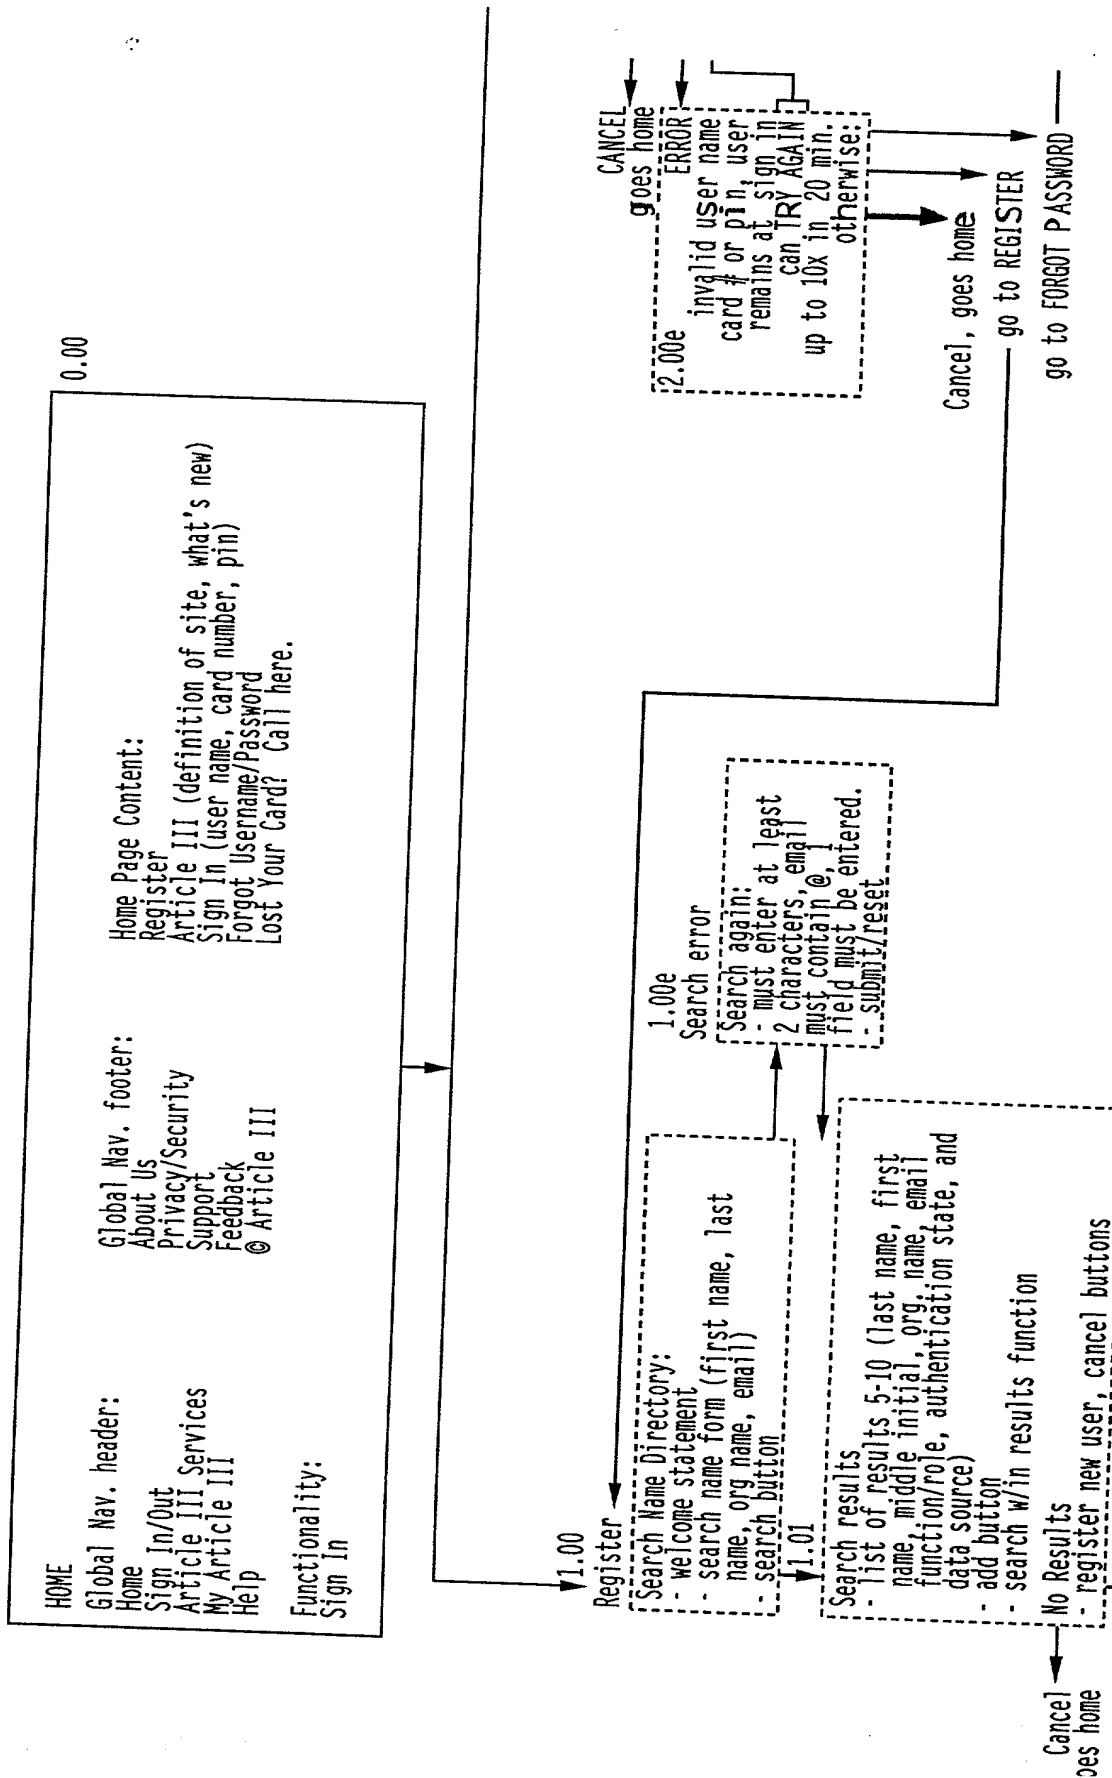 0.00
HOME
Global Nav. header:
Home
Sign In/Out
Article III Services
My Article III
Help
Functionality:
Sign In
Global Nav. footer:
About Us
Privacy/Security
Support
Feedback
© Article III
Home Page Content:
Register
Article III (definition of site, what's new)
Sign In (user name, card number, pin)
Forgot Username/Password
Lost Your Card? Call here.
1.00
Register
Search Name Directory:
- welcome statement
- search name form (first name, last
name, org name, email)
- search button
1.00e
Search error
Search again:
- must enter at least
2 characters, email
must contain @, 1
field must be entered.
- submit/reset
1.01
Search results
- list of results 5-10 (last name, first
name, middle initial, org. name, email
function/role, authentication state, and
data source)
- add button
- search w/in results function
No Results
- register new user, cancel buttons
Cancel
oes home
CANCEL
goes home
2.00e
ERROR
invalid user name
card # or pin, user
remains at sign in
can TRY AGAIN
up to 10x in 20 min.
otherwise:
Cancel, goes home
go to REGISTER
go to FORGOT PASSWORD